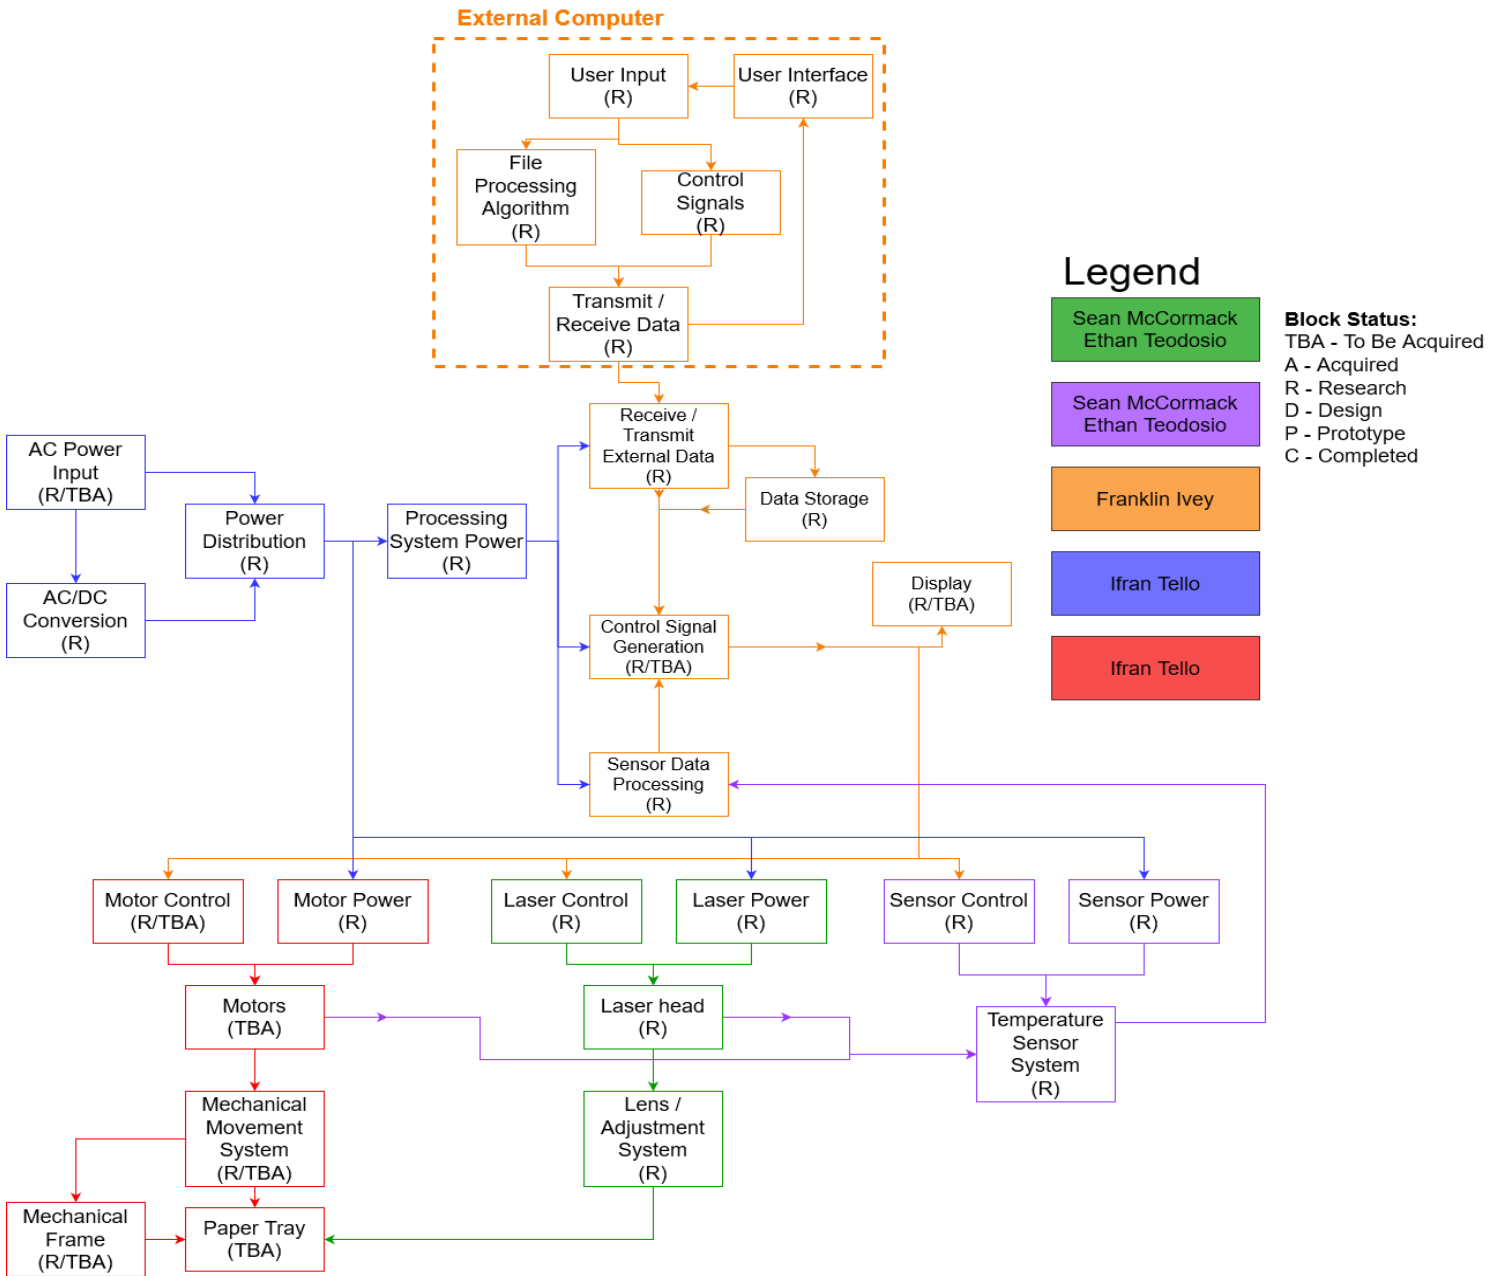 External Computer
User Input
(R)
User Interface
(R)
File
Processing
Algorithm
(R)
Control
Signals
(R)
Transmit /
Receive Data
(R)
Legend
Sean McCormack
Ethan Teodosio
Sean McCormack
Ethan Teodosio
Franklin Ivey
Ifran Tello
Ifran Tello
Block Status:
TBA - To Be Acquired
A - Acquired
R - Research
D - Design
P - Prototype
C - Completed
AC Power
Input
(R/TBA)
AC/DC
Conversion
(R)
Power
Distribution
(R)
Processing
System Power
(R)
Receive /
Transmit
External Data
(R)
Data Storage
(R)
Display
(R/TBA)
Control Signal
Generation
(R/TBA)
Sensor Data
Processing
(R)
Motor Control
(R/TBA)
Motor Power
(R)
Laser Control
(R)
Laser Power
(R)
Sensor Control
(R)
Sensor Power
(R)
Motors
(TBA)
Laser head
(R)
Temperature
Sensor
System
(R)
Mechanical
Movement
System
(R/TBA)
Lens /
Adjustment
System
(R)
Mechanical
Frame
(R/TBA)
Paper Tray
(TBA)